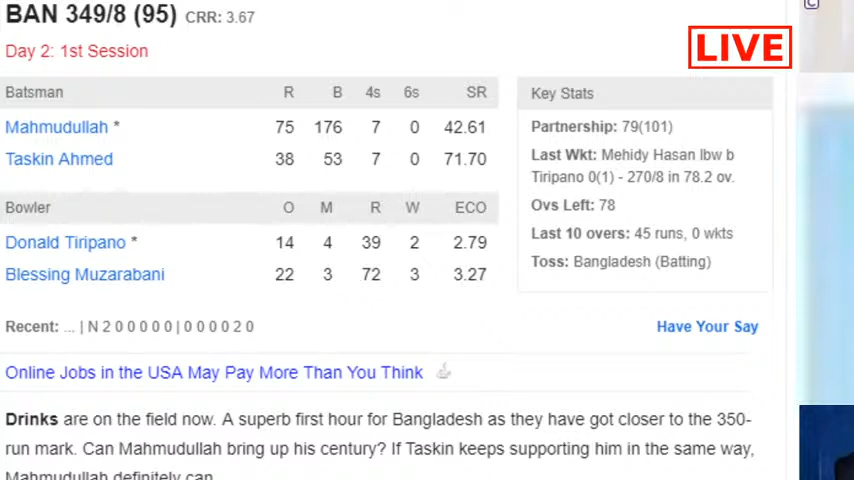 BAN 349/8 (95) CRR: 3.67
LIVE
Day 2: 1st Session
Batsman R B 4s 6s SR
Mahmudullah * 75 176 7 0 42.61
Taskin Ahmed 38 53 7 0 71.70
Bowler O M R W ECO
Donald Tiripano * 14 4 39 2 2.79
Blessing Muzarabani 22 3 72 3 3.27
Key Stats
Partnership: 79(101)
Last Wkt: Mehidy Hasan lbw b
Tiripano 0(1) - 270/8 in 78.2 ov.
Ovs Left: 78
Last 10 overs: 45 runs, 0 wkts
Toss: Bangladesh (Batting)
Recent: ... | N 2 0 0 0 0 0 | 0 0 0 0 2 0
Have Your Say
Online Jobs in the USA May Pay More Than You Think
Drinks are on the field now. A superb first hour for Bangladesh as they have got closer to the 350-
run mark. Can Mahmudullah bring up his century? If Taskin keeps supporting him in the same way,
Mahmudullah definitely can